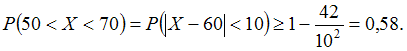 P(50 < X < 70) = P(|X − 60| < 10) ≥ 1 − 42/10² = 0,58.